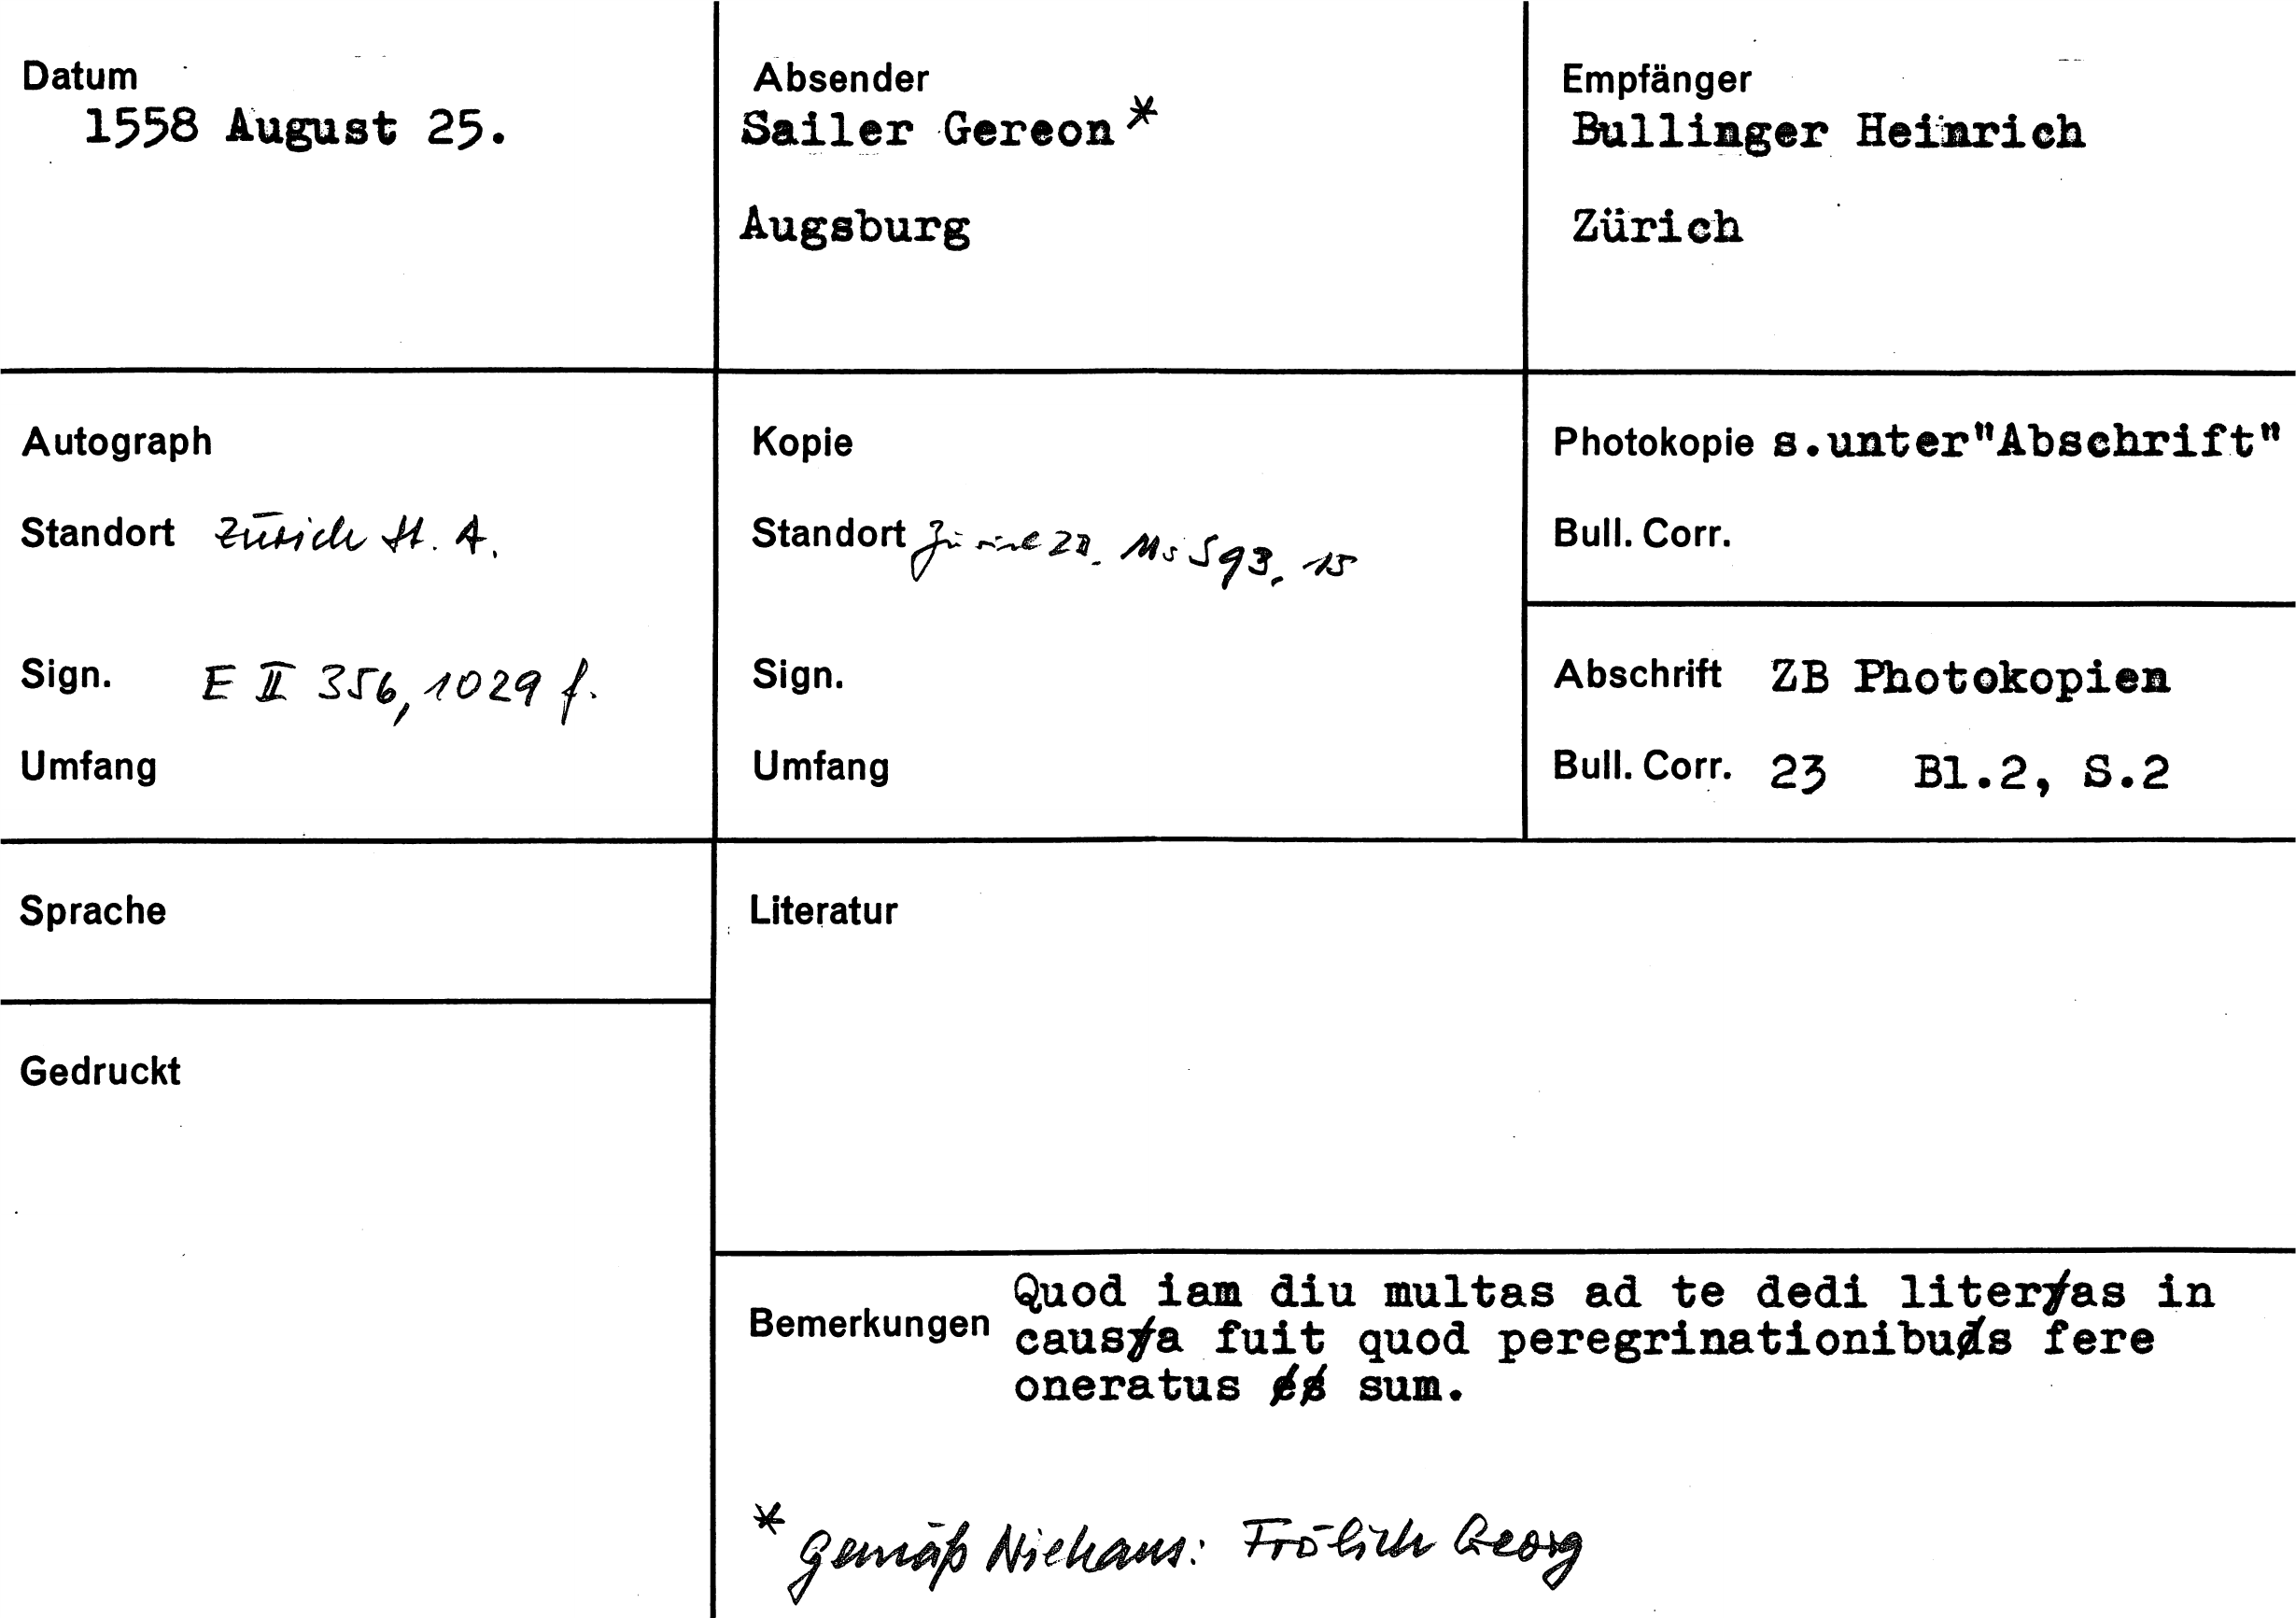 Datum
1558 August 25.
Absender
Sailer Gereon *
Augsburg
Empfänger
Bullinger Heinrich
Zürich
Autograph
Standort Zürich St. A.
Sign. E II 356, 1029 f.
Umfang
Kopie
Standort Zürich ZB. Ms S 93, 15
Sign.
Umfang
Photokopie s.unter"Abschrift"
Bull. Corr.
Abschrift ZB Photokopien
Bull. Corr. 23 Bl.2, S.2
Sprache
Gedruckt
Literatur
Bemerkungen
Quod iam diu multas ad te dedi literas in
causa fuit quod peregrinationibus fere
oneratus sum.
* gemäß Niehans: Frölich Georg